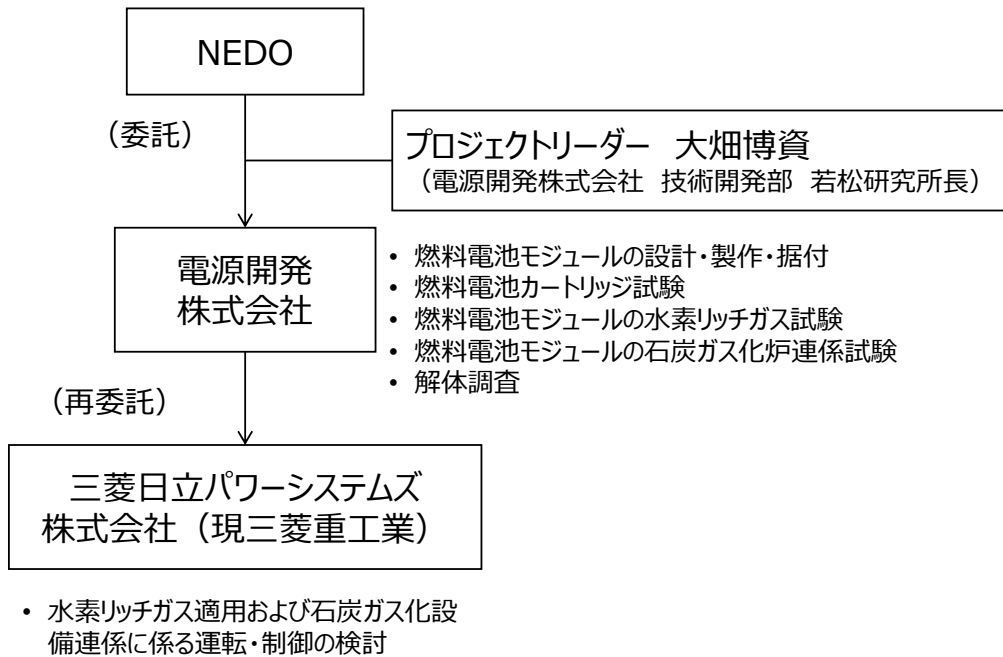 NEDO
（委託）
プロジェクトリーダー　大畑博資
（電源開発株式会社　技術開発部　若松研究所長）
電源開発
株式会社
• 燃料電池モジュールの設計・製作・据付
• 燃料電池カートリッジ試験
• 燃料電池モジュールの水素リッチガス試験
• 燃料電池モジュールの石炭ガス化炉連係試験
• 解体調査
（再委託）
三菱日立パワーシステムズ
株式会社（現三菱重工業）
• 水素リッチガス適用および石炭ガス化設
備連係に係る運転・制御の検討